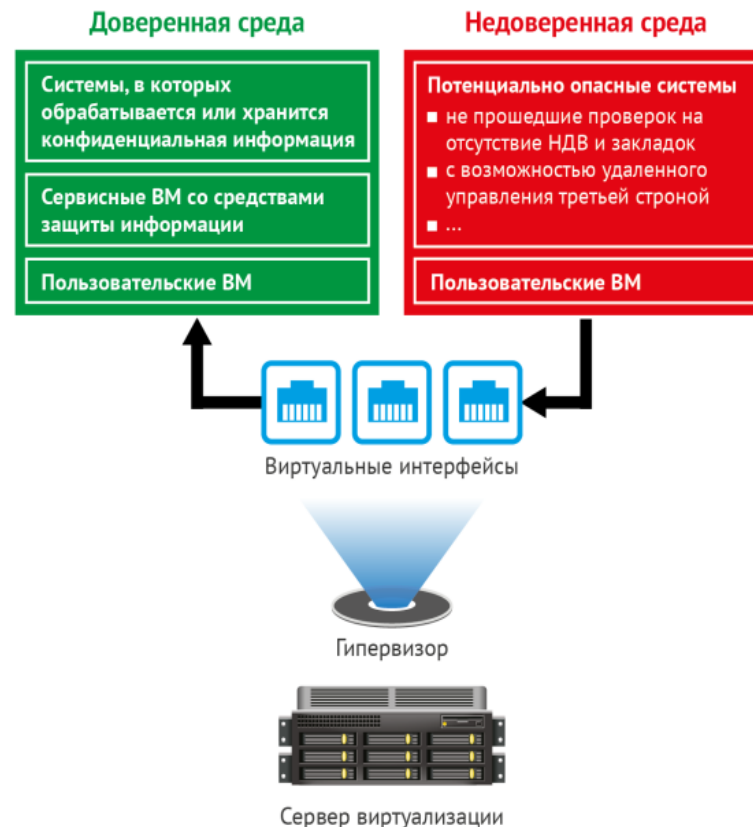 Доверенная среда
Системы, в которых
обрабатывается или хранится
конфиденциальная информация
Сервисные ВМ со средствами
защиты информации
Пользовательские ВМ
Недоверенная среда
Потенциально опасные системы
не прошедшие проверок на
отсутствие НДВ и закладок
с возможностью удаленного
управления третьей строной
...
Пользовательские ВМ
Виртуальные интерфейсы
Гипервизор
Сервер виртуализации